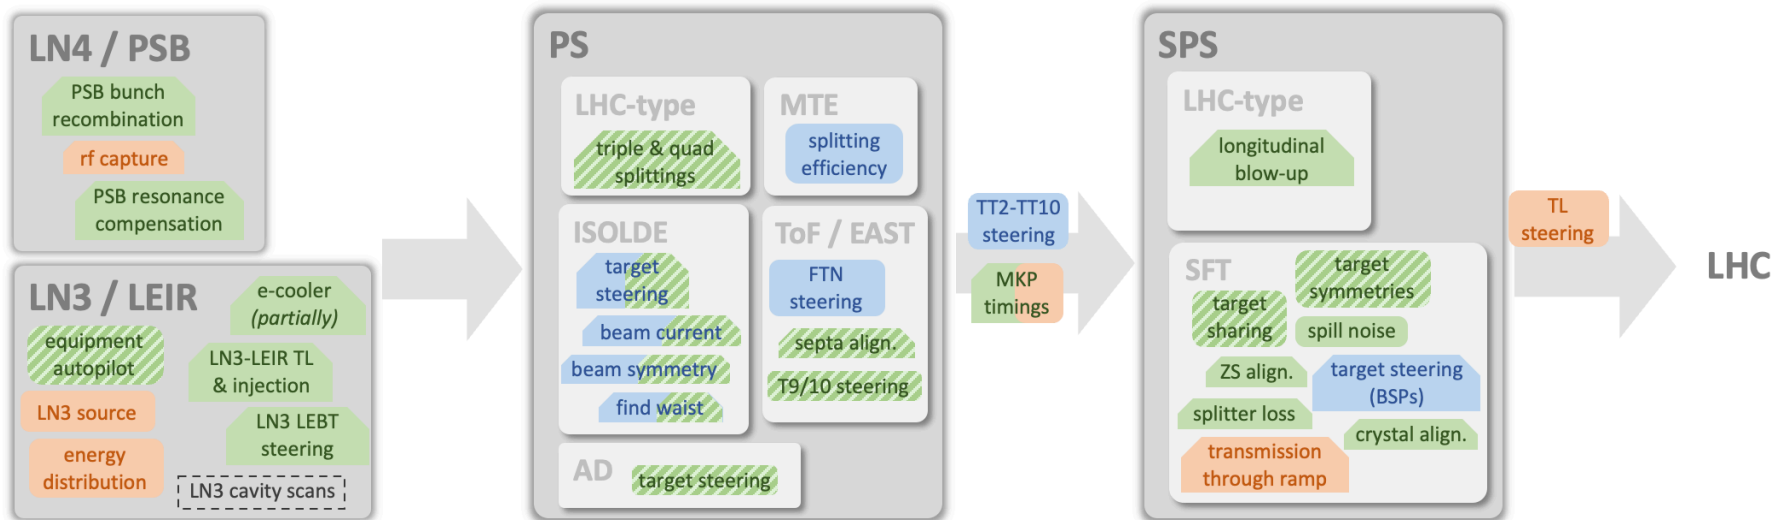 LN4 / PSB
PSB bunch
recombination
rf capture
PSB resonance
compensation
LN3 / LEIR
e-cooler
(partially)
equipment
autopilot
LN3-LEIR TL
& injection
LN3 source
LN3 LEBT
steering
energy
distribution
LN3 cavity scans
PS
LHC-type
triple & quad
splittings
MTE
splitting
efficiency
ISOLDE
target
steering
beam current
beam symmetry
find waist
ToF / EAST
FTN
steering
septa align.
T9/10 steering
AD
target steering
TT2-TT10
steering
MKP
timings
SPS
LHC-type
longitudinal
blow-up
SFT
target
symmetries
target
sharing
spill noise
ZS align.
target steering
(BSPs)
splitter loss
crystal align.
transmission
through ramp
TL
steering
LHC